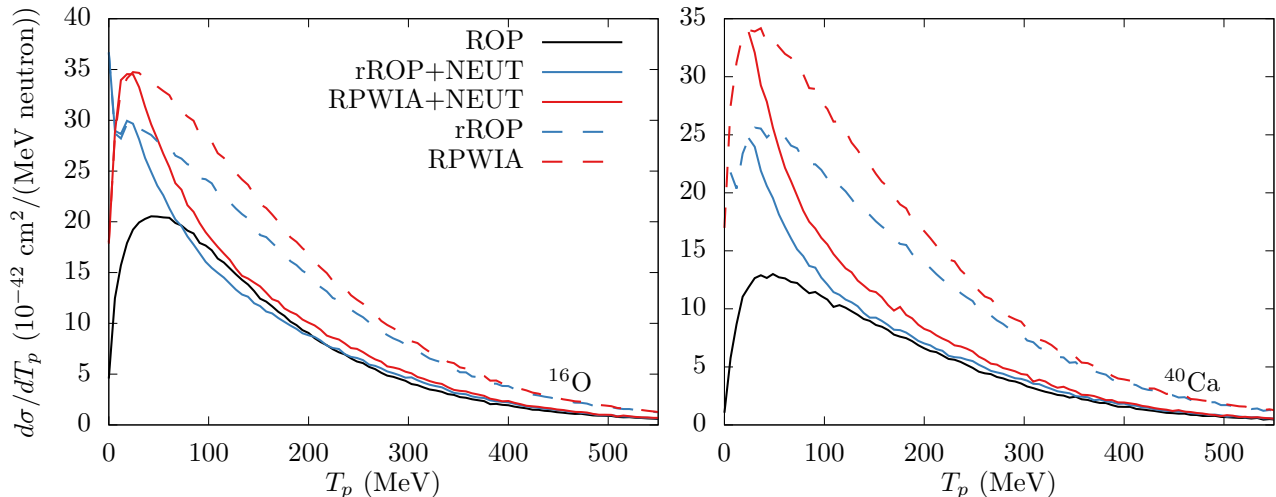 dσ/dT_p (10⁻⁴² cm²/(MeV neutron))
40
35
30
25
20
15
10
5
0
0 100 200 300 400 500
T_p (MeV)
ROP
rROP+NEUT
RPWIA+NEUT
rROP
RPWIA
¹⁶O
35
30
25
20
15
10
5
0
0 100 200 300 400 500
T_p (MeV)
⁴⁰Ca